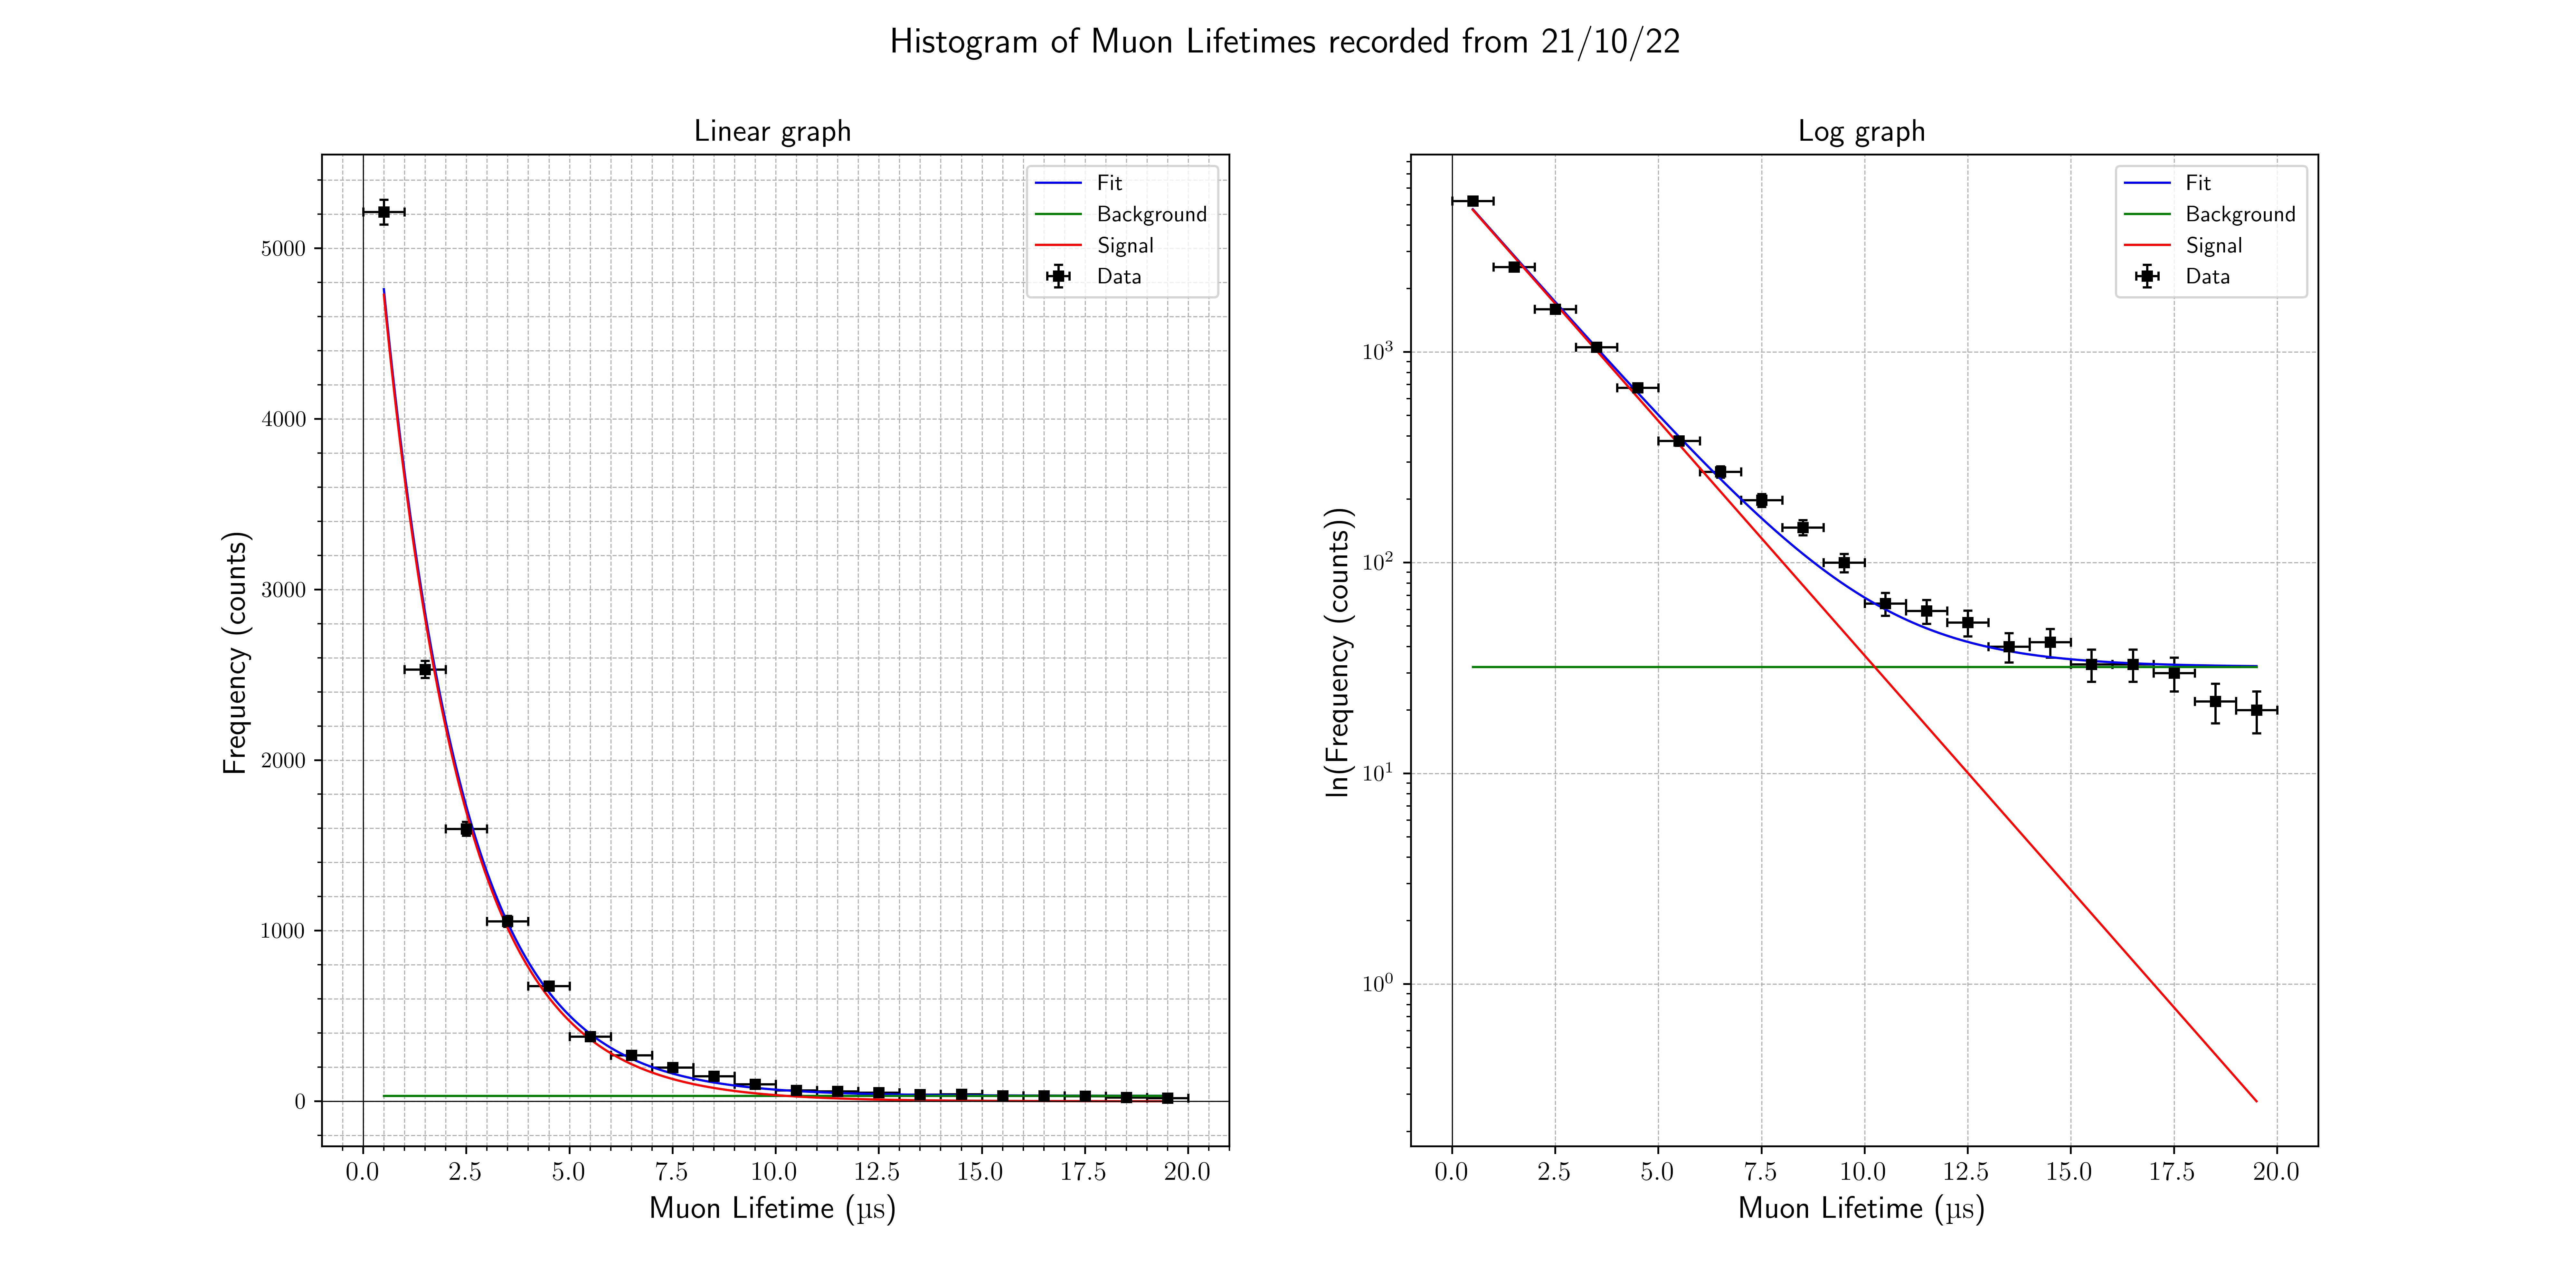 Histogram of Muon Lifetimes recorded from 21/10/22
Linear graph
Fit
Background
Signal
Data
5000
4000
3000
2000
1000
0
Frequency (counts)
0.0 2.5 5.0 7.5 10.0 12.5 15.0 17.5 20.0
Muon Lifetime (µs)
Log graph
Fit
Background
Signal
Data
10³
10²
10¹
10⁰
ln(Frequency (counts))
0.0 2.5 5.0 7.5 10.0 12.5 15.0 17.5 20.0
Muon Lifetime (µs)